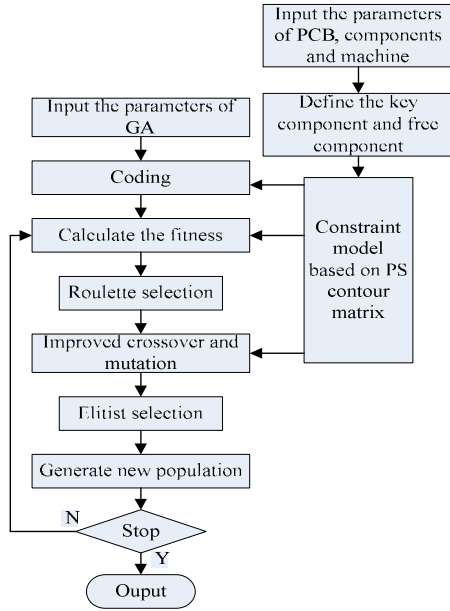 Input the parameters
of PCB, components
and machine
Define the key
component and free
component
Constraint
model
based on PS
contour
matrix
Input the parameters of
GA
Coding
Calculate the fitness
Roulette selection
Improved crossover and
mutation
Elitist selection
Generate new population
N
Stop
Y
Ouput